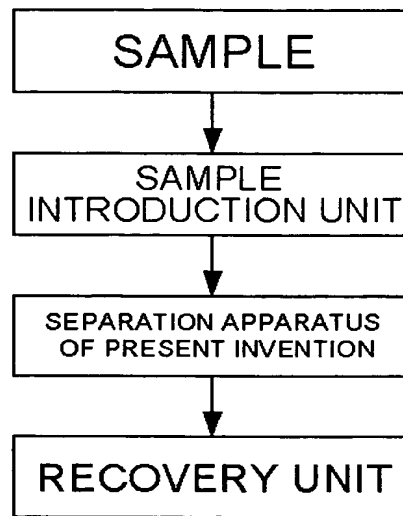 SAMPLE
SAMPLE
INTRODUCTION UNIT
SEPARATION APPARATUS
OF PRESENT INVENTION
RECOVERY UNIT